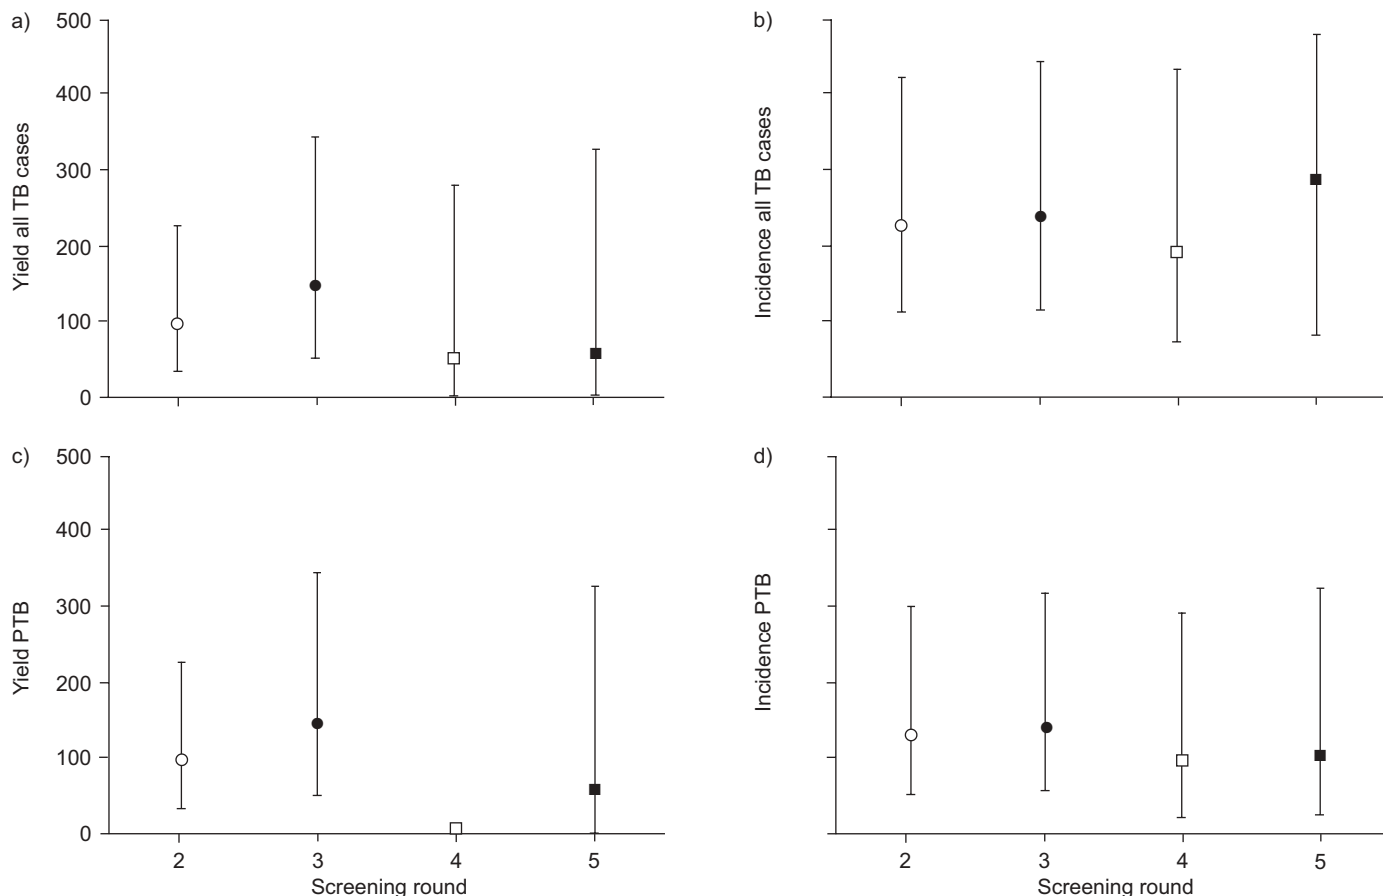 a)
b)
500
400
300
200
100
0
Yield all TB cases
Incidence all TB cases
c)
d)
500
400
300
200
100
0
Yield PTB
Incidence PTB
2 3 4 5
Screening round
2 3 4 5
Screening round